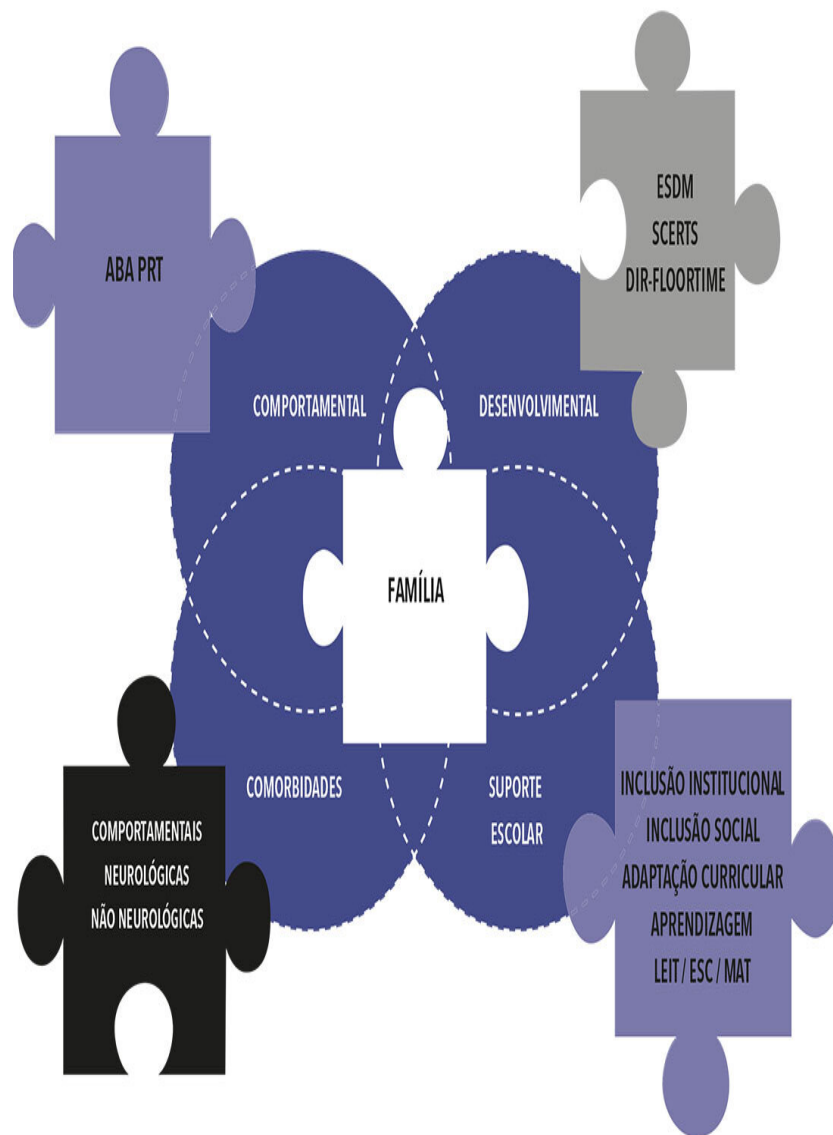 ABA PRT
ESDM
SCERTS
DIR-FLOORTIME
COMPORTAMENTAL
DESENVOLVIMENTAL
FAMÍLIA
COMORBIDADES
SUPORTE
ESCOLAR
COMPORTAMENTAIS
NEUROLÓGICAS
NÃO NEUROLÓGICAS
INCLUSÃO INSTITUCIONAL
INCLUSÃO SOCIAL
ADAPTAÇÃO CURRICULAR
APRENDIZAGEM
LEIT / ESC / MAT